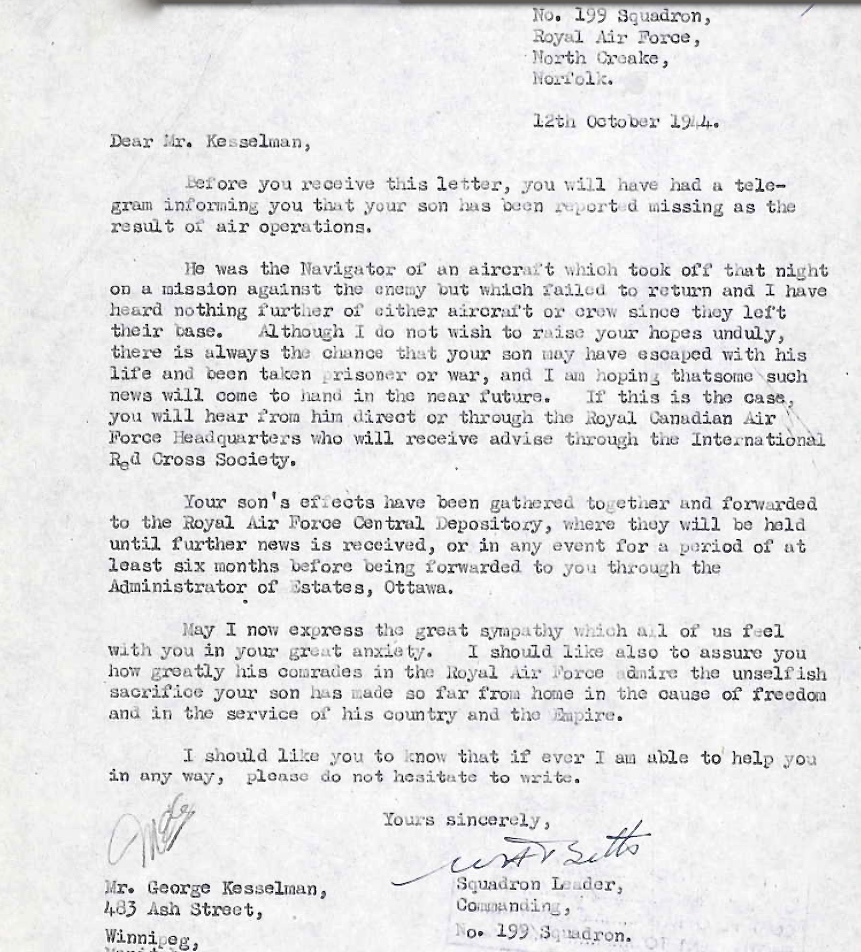 No. 199 Squadron,
Royal Air Force,
North Creake,
Norfolk.
12th October 1944.
Dear Mr. Kesselman,
Before you receive this letter, you will have had a tele-
gram informing you that your son has been reported missing as the
result of air operations.
He was the Navigator of an aircraft which took off that night
on a mission against the enemy but which failed to return and I have
heard nothing further of either aircraft or crew since they left
their base. Although I do not wish to raise your hopes unduly,
there is always the chance that your son may have escaped with his
life and been taken prisoner or war, and I am hoping thatsome such
news will come to hand in the near future. If this is the case,
you will hear from him direct or through the Royal Canadian Air
Force Headquarters who will receive advise through the International
Red Cross Society.
Your son's effects have been gathered together and forwarded
to the Royal Air Force Central Depository, where they will be held
until further news is received, or in any event for a period of at
least six months before being forwarded to you through the
Administrator of Estates, Ottawa.
May I now express the great sympathy which all of us feel
with you in your great anxiety. I should like also to assure you
how greatly his comrades in the Royal Air Force admire the unselfish
sacrifice your son has made so far from home in the cause of freedom
and in the service of his country and the Empire.
I should like you to know that if ever I am able to help you
in any way, please do not hesitate to write.
Yours sincerely,
Betts
Mr. George Kesselman,
483 Ash Street,
Winnipeg,
Squadron Leader,
Commanding,
No. 199 Squadron.